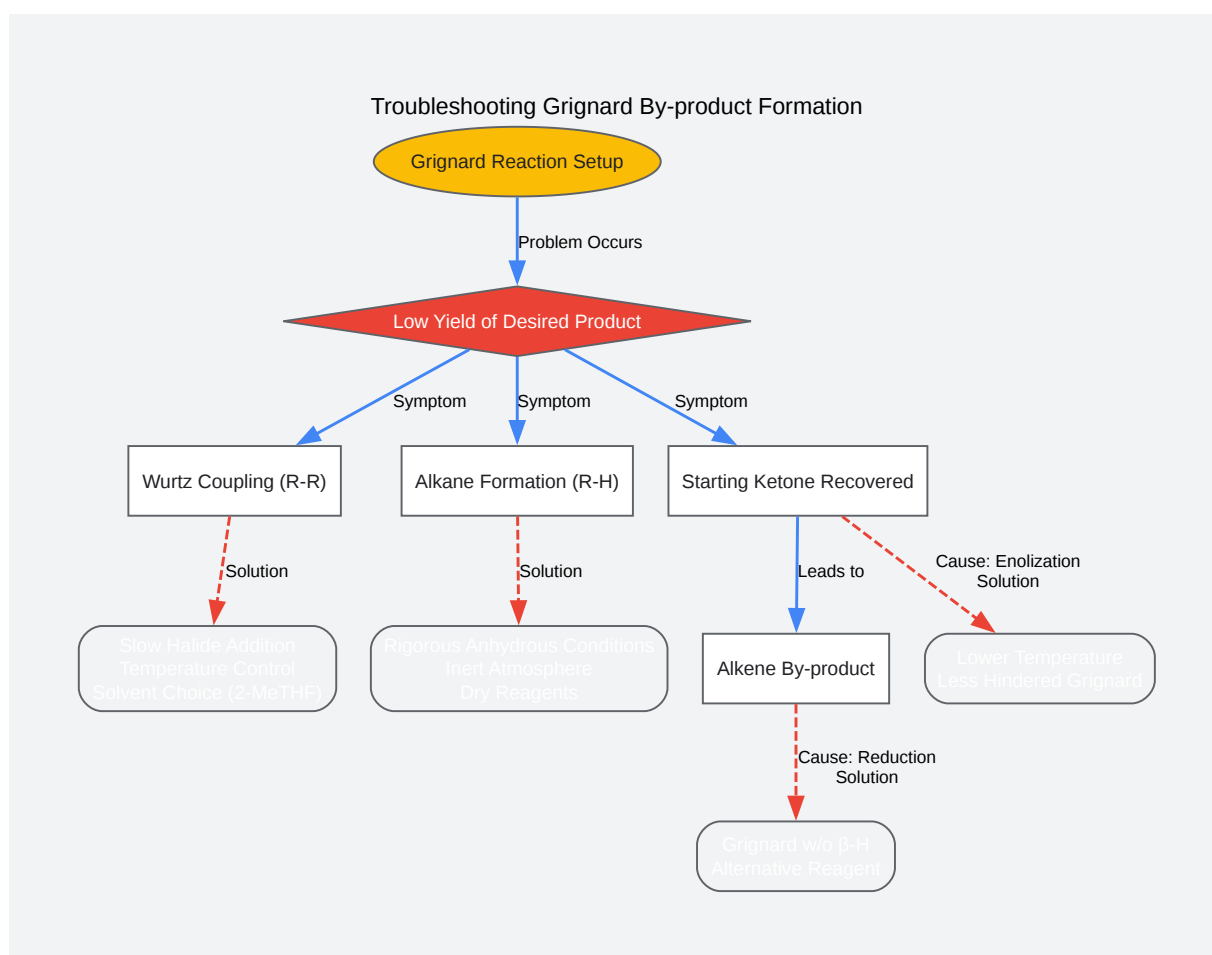 Troubleshooting Grignard By-product Formation
Grignard Reaction Setup
Problem Occurs
Low Yield of Desired Product
Symptom
Symptom
Symptom
Wurtz Coupling (R-R)
Alkane Formation (R-H)
Starting Ketone Recovered
Solution
Solution
Leads to
Cause: Enolization
Solution
Slow Halide Addition
Temperature Control
Solvent Choice (2-MeTHF)
Rigorous Anhydrous Conditions
Inert Atmosphere
Dry Reagents
Alkene By-product
Lower Temperature
Less Hindered Grignard
Cause: Reduction
Solution
Grignard w/o β-H
Alternative Reagent